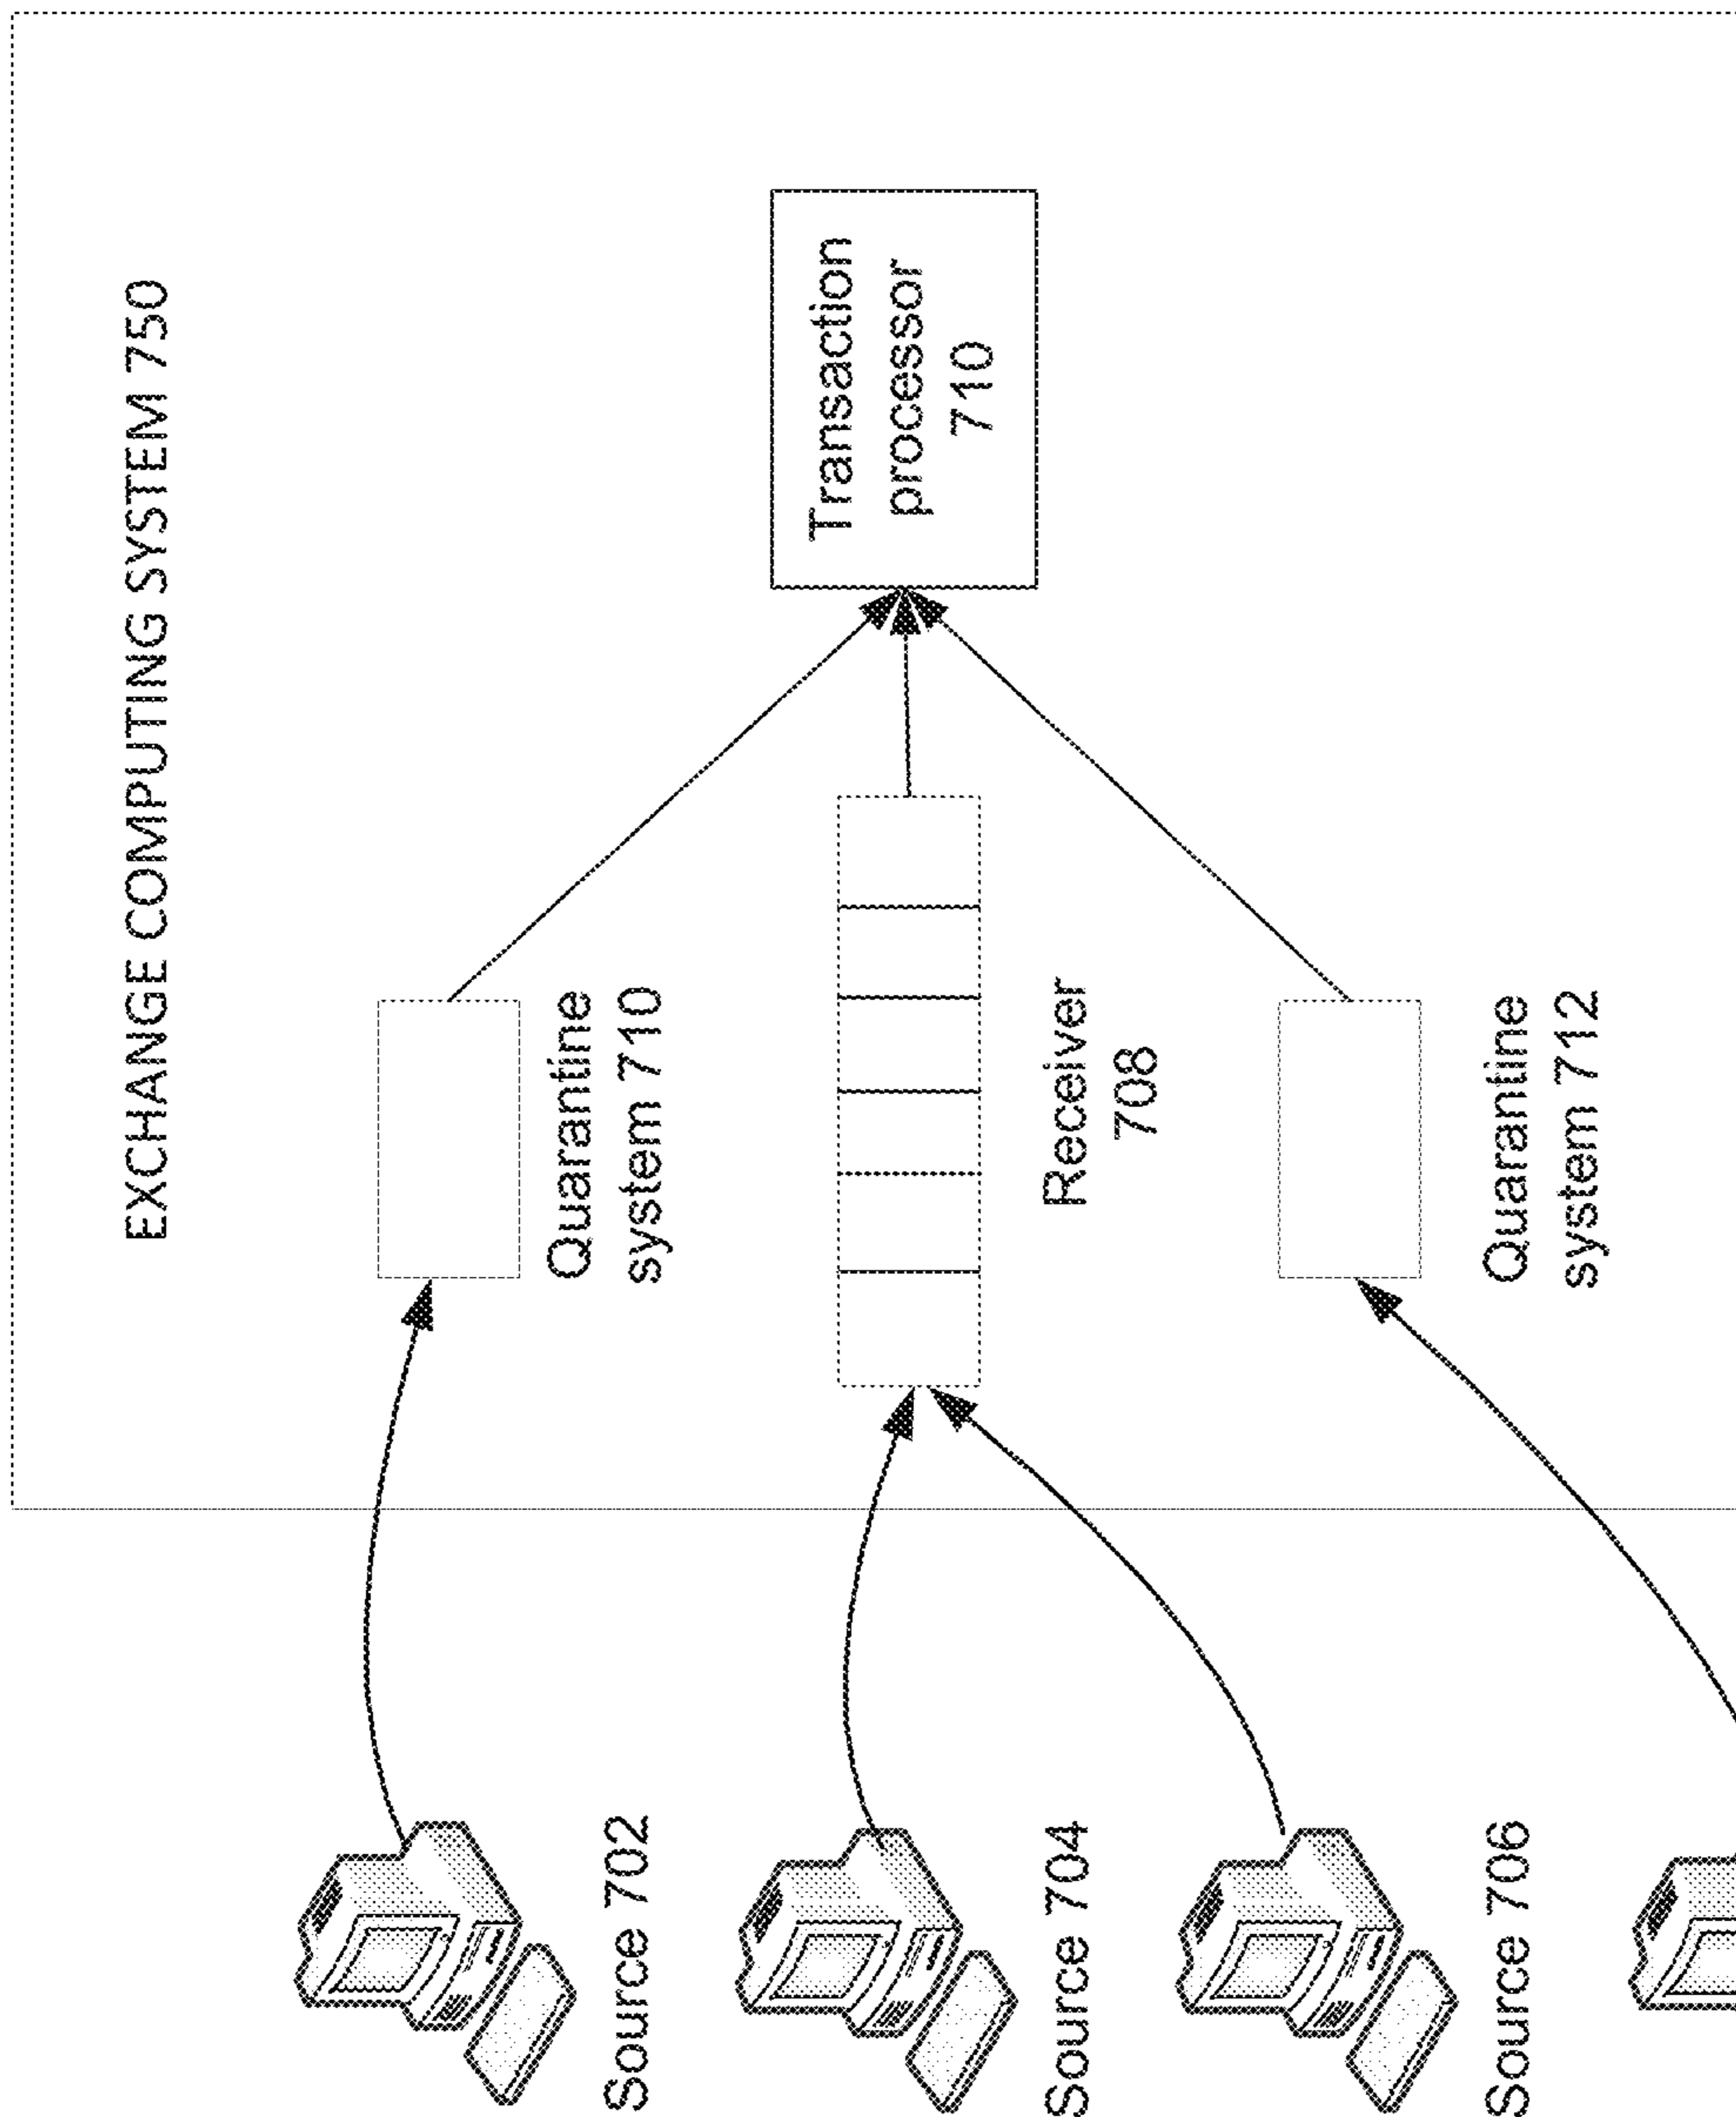 EXCHANGE COMPUTING SYSTEM 750
Quarantine
system 710
Transaction
processor
710
Receiver
708
Quarantine
system 712
Source 702
Source 704
Source 706